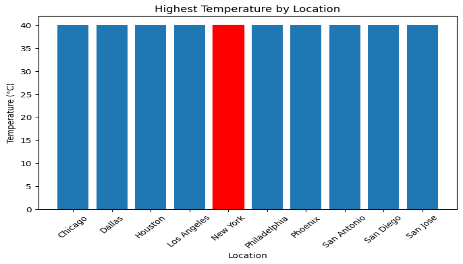 Highest Temperature by Location
Temperature (°C)
40
35
30
25
20
15
10
5
0
Chicago
Dallas
Houston
Los Angeles
New York
Philadelphia
Phoenix
San Antonio
San Diego
San Jose
Location